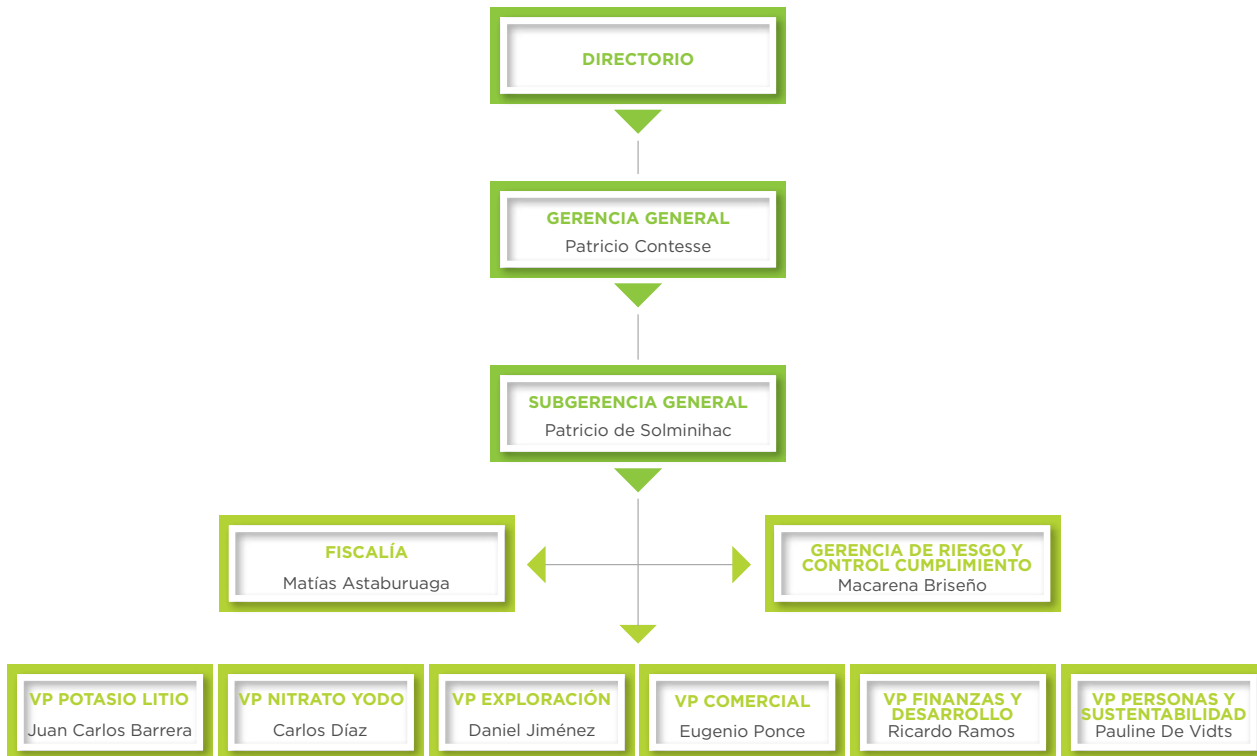 DIRECTORIO
GERENCIA GENERAL
Patricio Contesse
SUBGERENCIA GENERAL
Patricio de Solminihac
FISCALÍA
Matías Astaburuaga
GERENCIA DE RIESGO Y
CONTROL CUMPLIMIENTO
Macarena Briseño
VP POTASIO LITIO
Juan Carlos Barrera
VP NITRATO YODO
Carlos Díaz
VP EXPLORACIÓN
Daniel Jiménez
VP COMERCIAL
Eugenio Ponce
VP FINANZAS Y
DESARROLLO
Ricardo Ramos
VP PERSONAS Y
SUSTENTABILIDAD
Pauline De Vidts